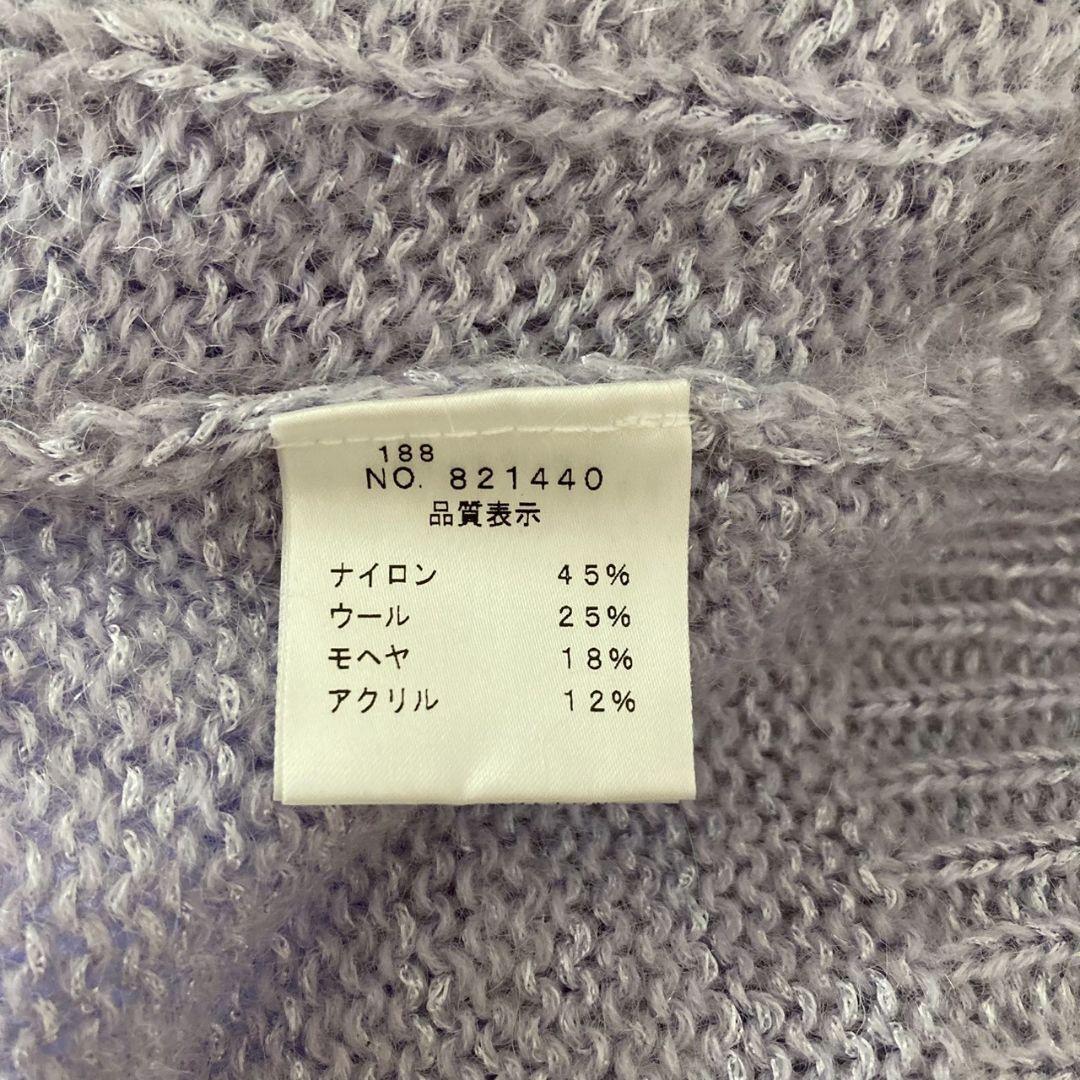 188
NO. 821440
品質表示
ナイロン 45%
ウール 25%
モヘヤ 18%
アクリル 12%